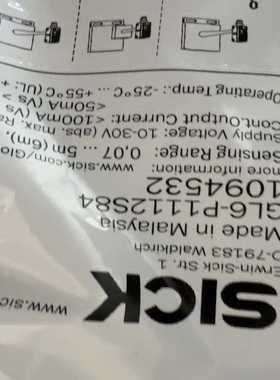 SICK
Erwin-Sick Str. 1
D-79183 Waldkirch
Made in Malaysia
GL6-P1112S84
1094532
more information: www.sick.com/Glo
Sensing Range: 0,07 ... 5m (6m),
Supply Voltage: 10-30V (abs. max. Ra
Cont.Output Current: <100mA (Vs
<50mA (Vs >
Operating Temp.: -25°C ... +55°C (UL: +
www.sic